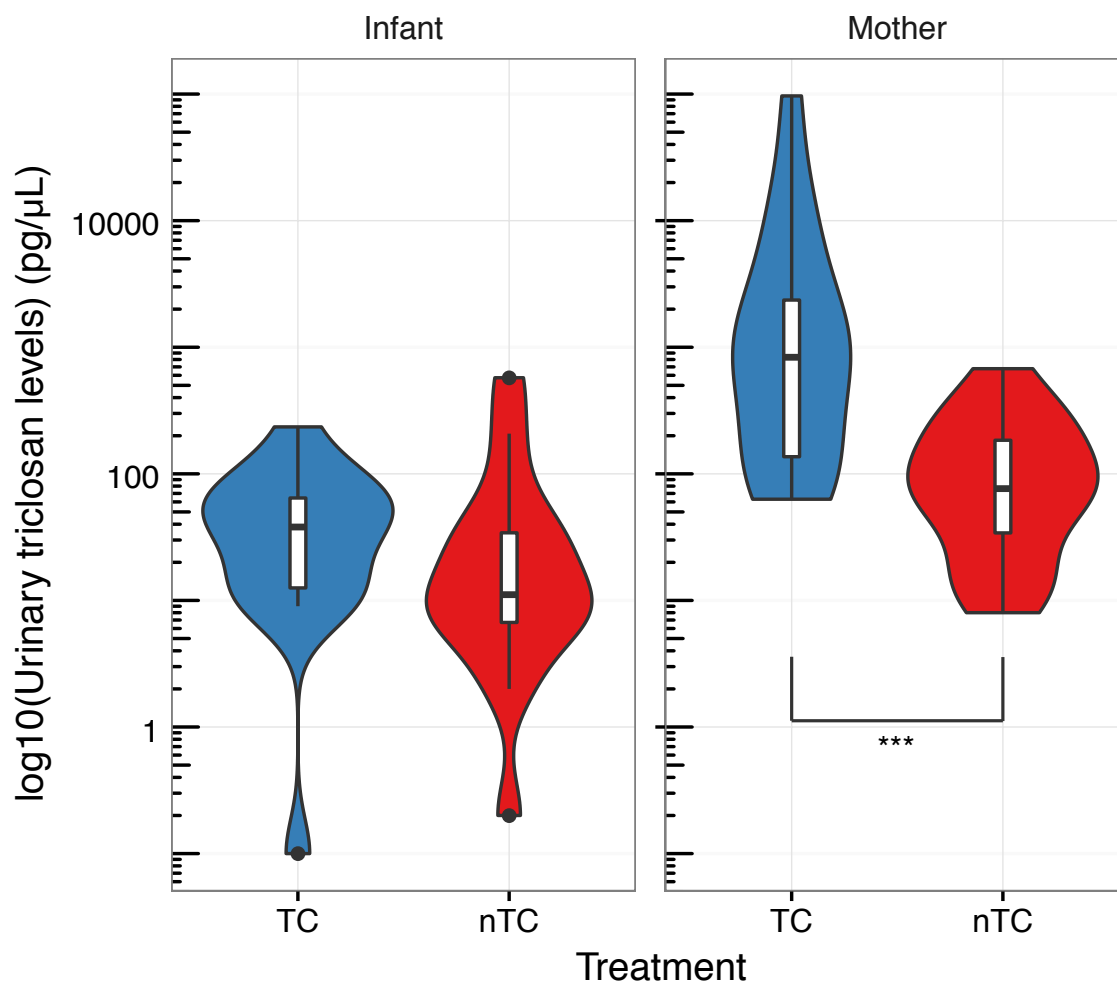 Infant
Mother
log10(Urinary triclosan levels) (pg/μL)
10000
100
1
***
TC
nTC
TC
nTC
Treatment